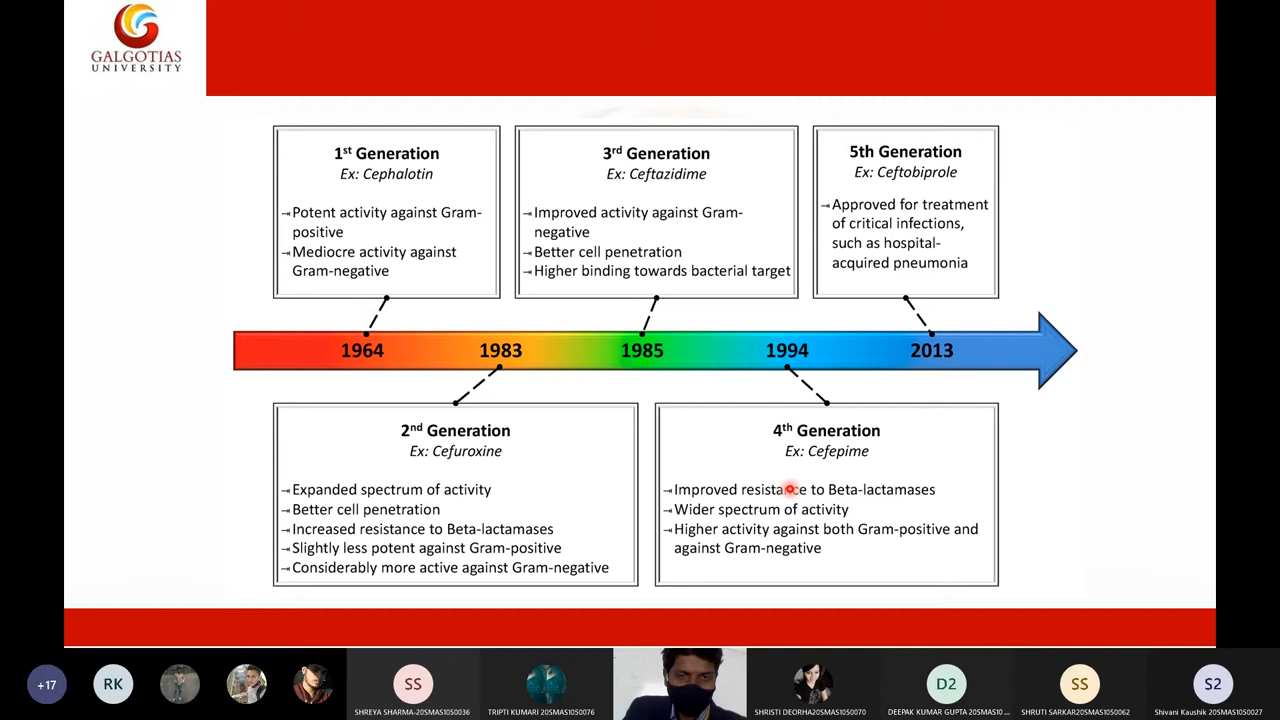 GALGOTIAS
UNIVERSITY
1st Generation
Ex: Cephalotin
Potent activity against Gram-
positive
Mediocre activity against
Gram-negative
3rd Generation
Ex: Ceftazidime
Improved activity against Gram-
negative
Better cell penetration
Higher binding towards bacterial target
5th Generation
Ex: Ceftobiprole
Approved for treatment
of critical infections,
such as hospital-
acquired pneumonia
1964 1983 1985 1994 2013
2nd Generation
Ex: Cefuroxine
Expanded spectrum of activity
Better cell penetration
Increased resistance to Beta-lactamases
Slightly less potent against Gram-positive
Considerably more active against Gram-negative
4th Generation
Ex: Cefepime
Improved resistance to Beta-lactamases
Wider spectrum of activity
Higher activity against both Gram-positive and
against Gram-negative
+17 RK SS D2 SS S2
SHREYA SHARMA-20SMAS1050036 TRIPTI KUMARI 20SMAS1050076 SHRISTI DEORHA20SMAS1050070 DEEPAK KUMAR GUPTA 20SMAS10 ... SHRUTI SARKAR20SMAS1050062 Shivani Kaushik 20SMAS1050027